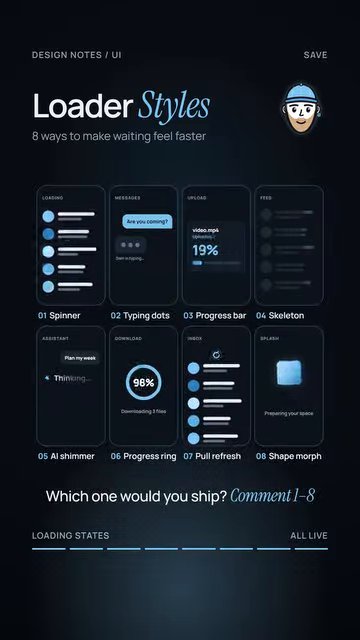 DESIGN NOTES / UI
SAVE
Loader Styles
8 ways to make waiting feel faster
LOADING
MESSAGES
Are you coming?
UPLOAD
video.mp4
19%
FEED
01 Spinner
02 Typing dots
03 Progress bar
04 Skeleton
ASSISTANT
Plan my week
Thinking...
DOWNLOAD
98%
Downloading 3 files
INBOX
SPLASH
Preparing your space
05 AI shimmer
06 Progress ring
07 Pull refresh
08 Shape morph
Which one would you ship? Comment 1–8
LOADING STATES
ALL LIVE